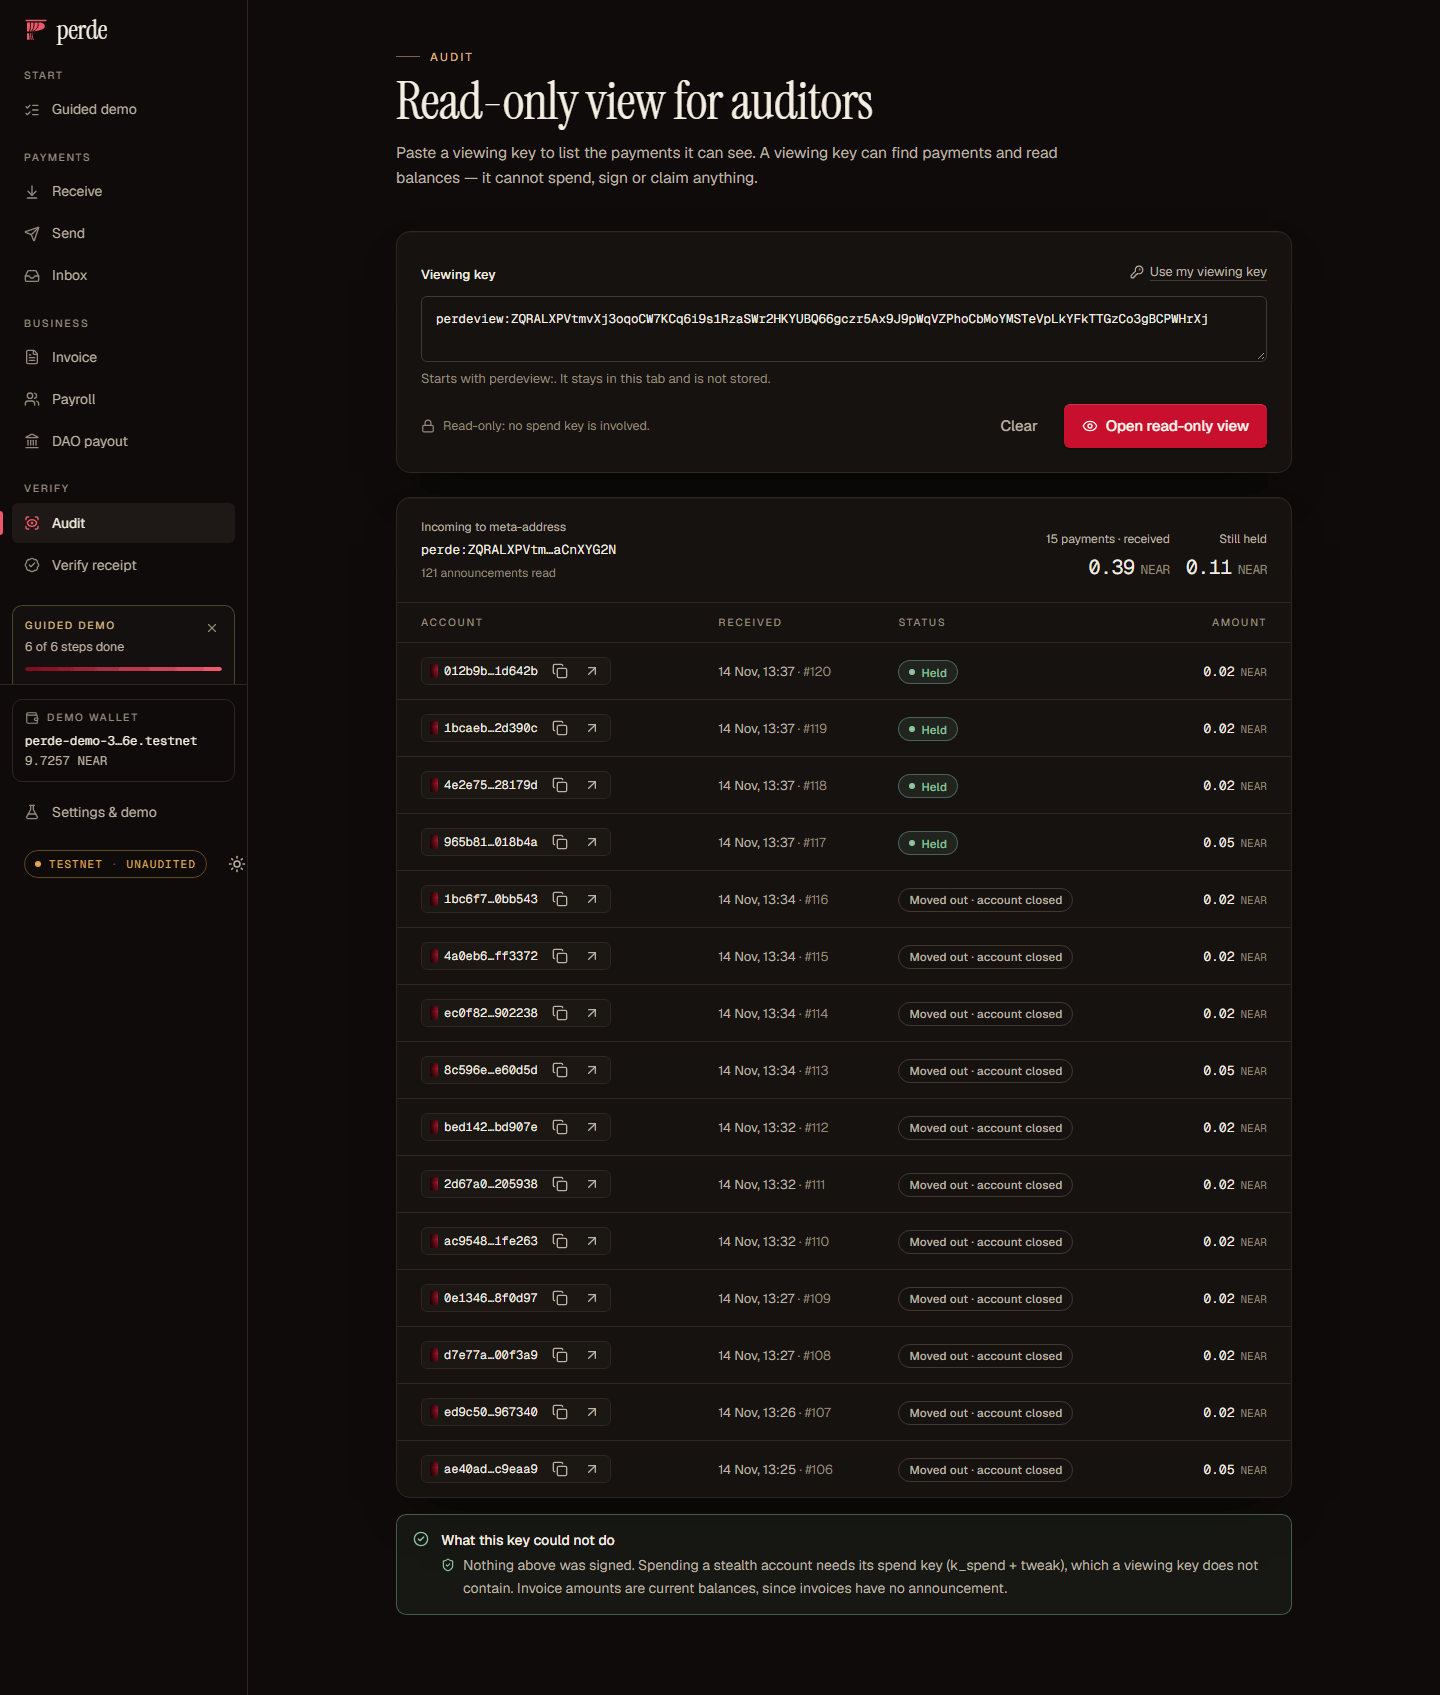 perde
START
Guided demo
PAYMENTS
Receive
Send
Inbox
BUSINESS
Invoice
Payroll
DAO payout
VERIFY
Audit
Verify receipt
GUIDED DEMO
6 of 6 steps done
DEMO WALLET
perde-demo-3…6e.testnet
9.7257 NEAR
Settings & demo
TESTNET · UNAUDITED
AUDIT
Read-only view for auditors
Paste a viewing key to list the payments it can see. A viewing key can find payments and read
balances — it cannot spend, sign or claim anything.
Viewing key
Use my viewing key
perdeview:ZQRALXPVtmvXj3oqoCW7KCq6i9s1RzaSWr2HKYUBQ66gczr5Ax9J9pWqVZPhoCbMoYMSTeVpLkYFkTTGzCo3gBCPWHrXj
Starts with perdeview:. It stays in this tab and is not stored.
Read-only: no spend key is involved.
Clear
Open read-only view
Incoming to meta-address
perde:ZQRALXPVtm…aCnXYG2N
121 announcements read
15 payments · received
0.39 NEAR
Still held
0.11 NEAR
ACCOUNT RECEIVED STATUS AMOUNT
012b9b…1d642b 14 Nov, 13:37 · #120 Held 0.02 NEAR
1bcaeb…2d390c 14 Nov, 13:37 · #119 Held 0.02 NEAR
4e2e75…28179d 14 Nov, 13:37 · #118 Held 0.02 NEAR
965b81…018b4a 14 Nov, 13:37 · #117 Held 0.05 NEAR
1bc6f7…0bb543 14 Nov, 13:34 · #116 Moved out · account closed 0.02 NEAR
4a0eb6…ff3372 14 Nov, 13:34 · #115 Moved out · account closed 0.02 NEAR
ec0f82…902238 14 Nov, 13:34 · #114 Moved out · account closed 0.02 NEAR
8c596e…e60d5d 14 Nov, 13:34 · #113 Moved out · account closed 0.05 NEAR
bed142…bd907e 14 Nov, 13:32 · #112 Moved out · account closed 0.02 NEAR
2d67a0…205938 14 Nov, 13:32 · #111 Moved out · account closed 0.02 NEAR
ac9548…1fe263 14 Nov, 13:32 · #110 Moved out · account closed 0.02 NEAR
0e1346…8f0d97 14 Nov, 13:27 · #109 Moved out · account closed 0.02 NEAR
d7e77a…00f3a9 14 Nov, 13:27 · #108 Moved out · account closed 0.02 NEAR
ed9c50…967340 14 Nov, 13:26 · #107 Moved out · account closed 0.02 NEAR
ae40ad…c9eaa9 14 Nov, 13:25 · #106 Moved out · account closed 0.05 NEAR
What this key could not do
Nothing above was signed. Spending a stealth account needs its spend key (k_spend + tweak), which a viewing key does not
contain. Invoice amounts are current balances, since invoices have no announcement.